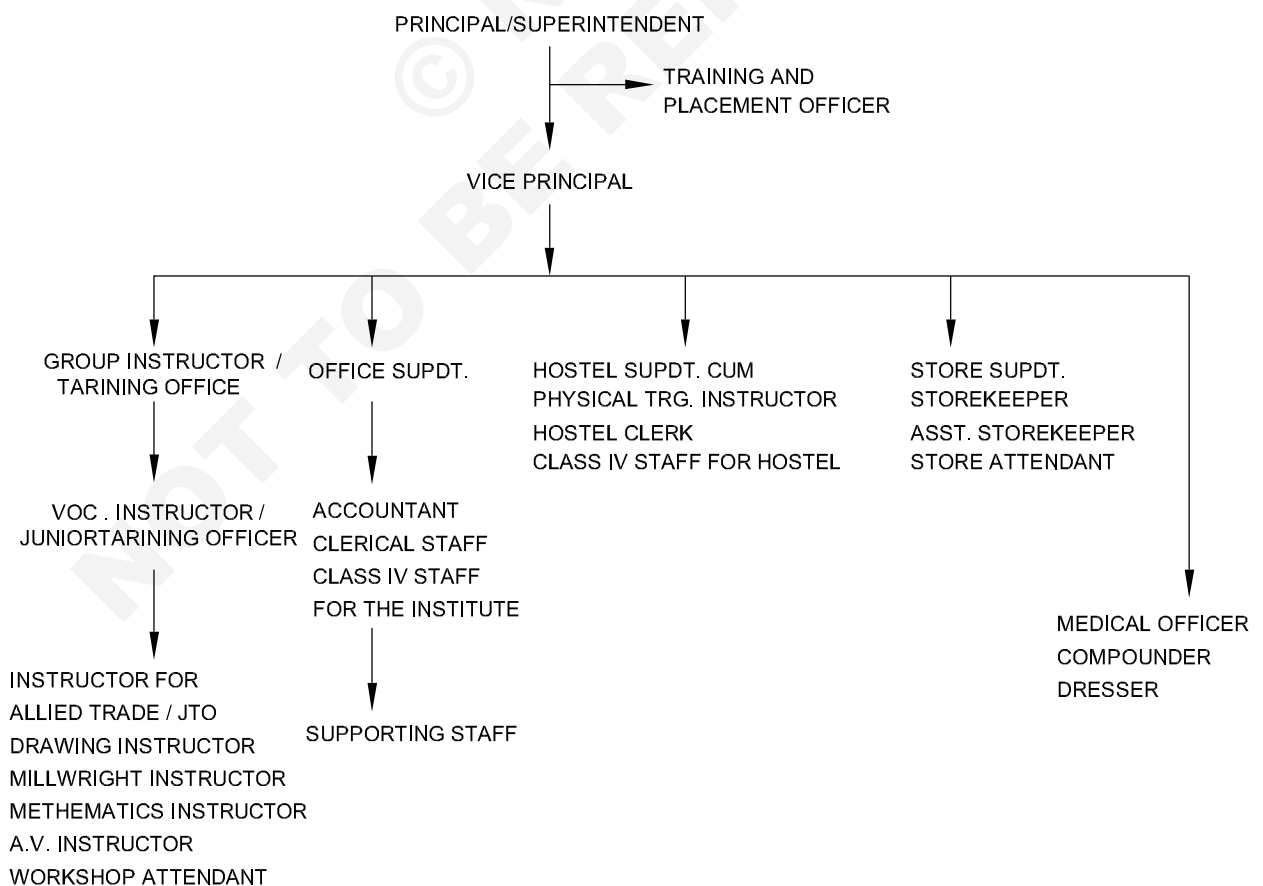 PRINCIPAL/SUPERINTENDENT
TRAINING AND
PLACEMENT OFFICER
VICE PRINCIPAL
GROUP INSTRUCTOR /
TARINING OFFICE
OFFICE SUPDT.
HOSTEL SUPDT. CUM
PHYSICAL TRG. INSTRUCTOR
HOSTEL CLERK
CLASS IV STAFF FOR HOSTEL
STORE SUPDT.
STOREKEEPER
ASST. STOREKEEPER
STORE ATTENDANT
VOC . INSTRUCTOR /
JUNIORTARINING OFFICER
ACCOUNTANT
CLERICAL STAFF
CLASS IV STAFF
FOR THE INSTITUTE
MEDICAL OFFICER
COMPOUNDER
DRESSER
INSTRUCTOR FOR
ALLIED TRADE / JTO
DRAWING INSTRUCTOR
MILLWRIGHT INSTRUCTOR
METHEMATICS INSTRUCTOR
A.V. INSTRUCTOR
WORKSHOP ATTENDANT
SUPPORTING STAFF
©
NOT TO BE